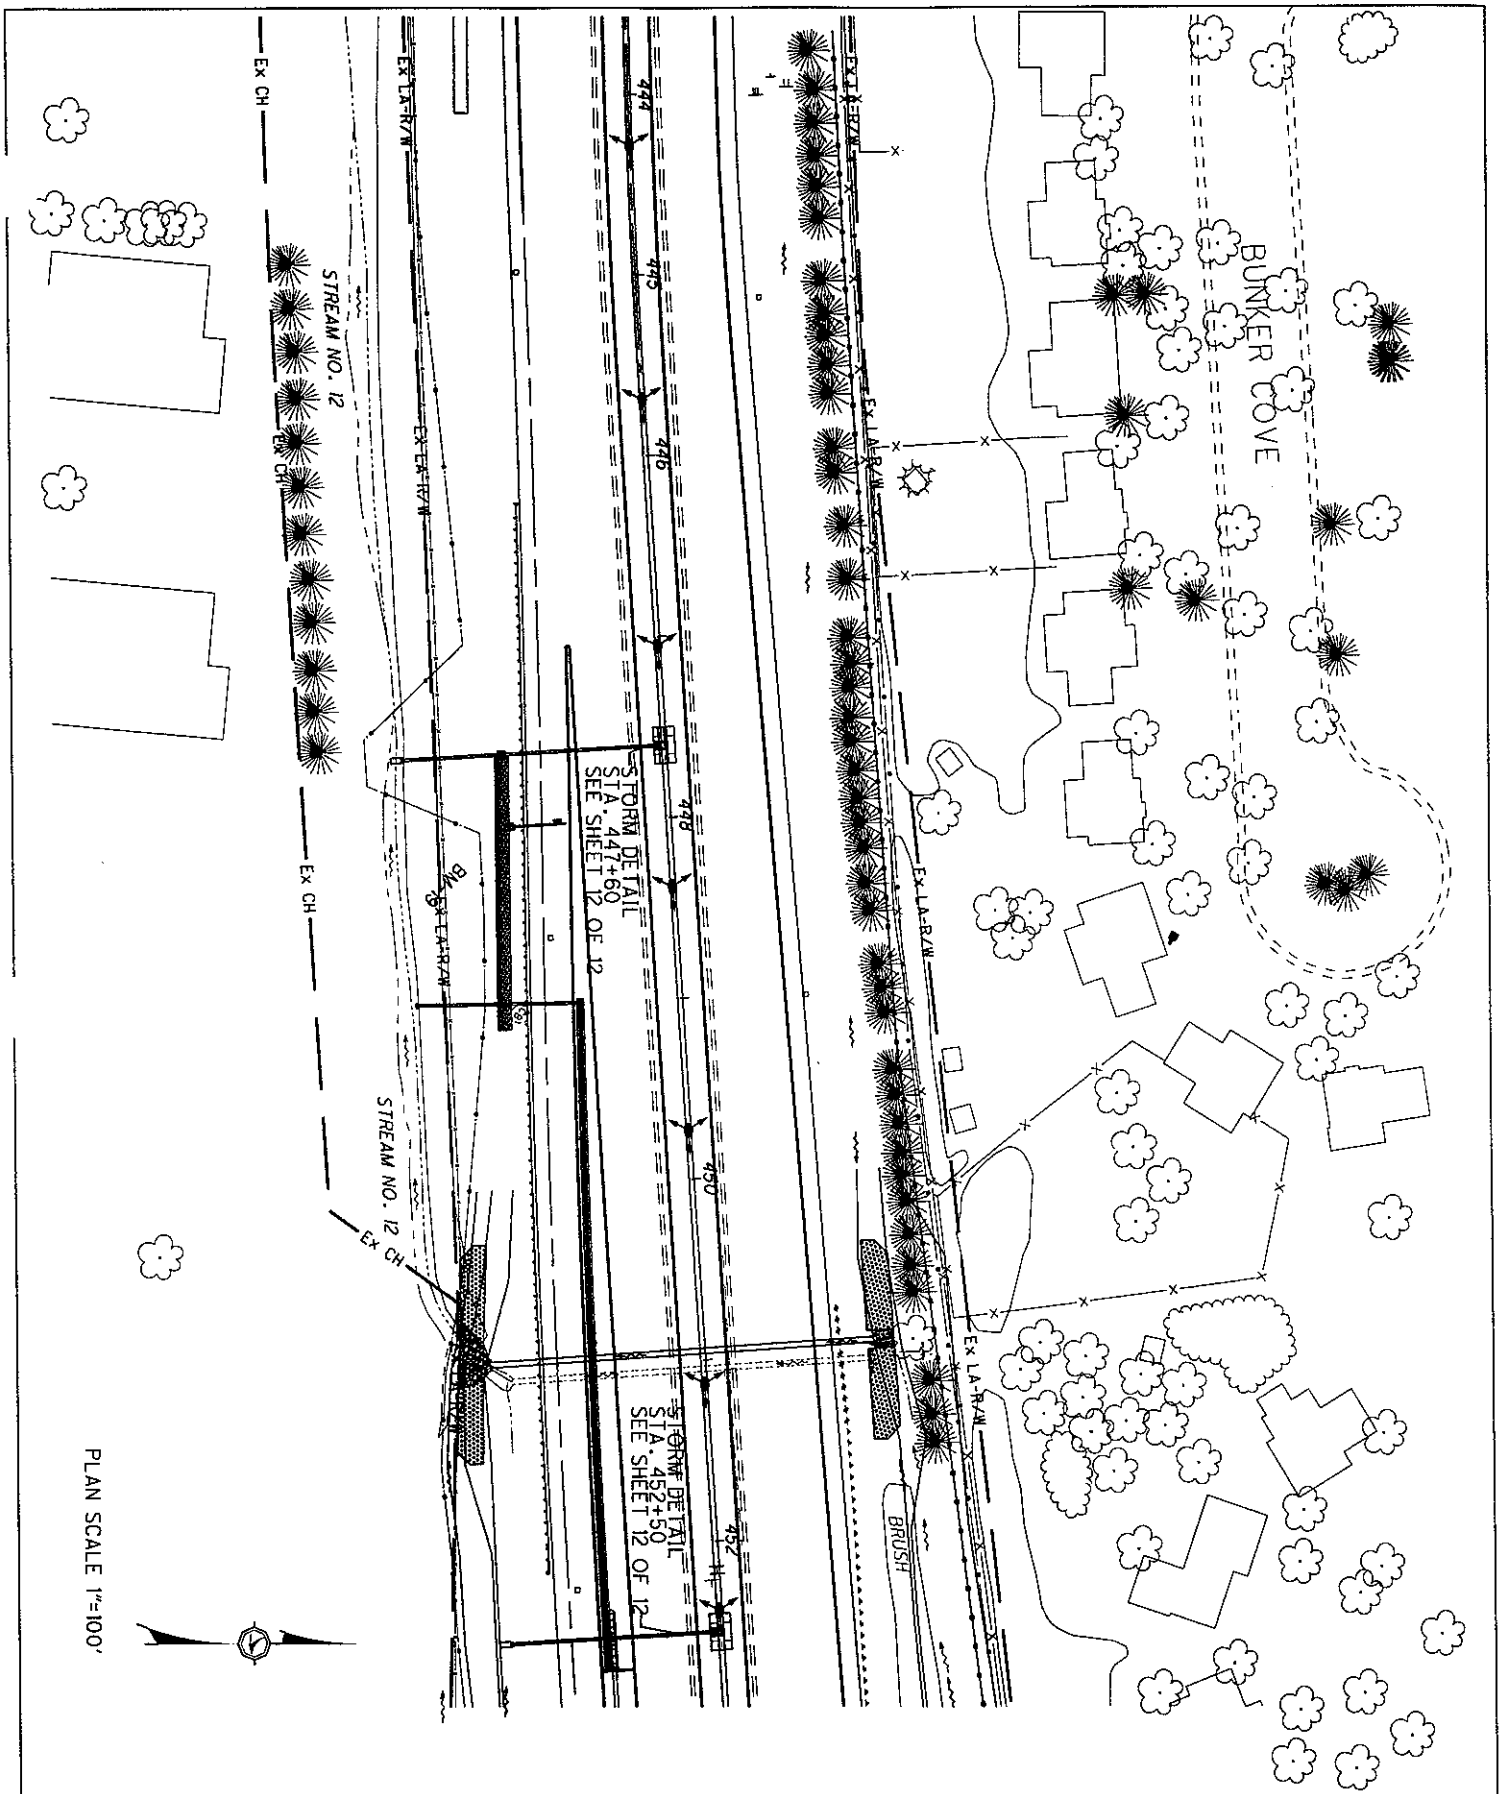 Ex CH
Ex LA-R/W
444
Ex LA-R/W
445
STREAM NO. 12
BUNKER COVE
Ex CH
Ex LA-R/W
446
Ex LA-R/W
STORM DETAIL
STA. 447+60
SEE SHEET 12 OF 12
448
Ex CH
Ex LA-R/W
Ex LA-R/W
STREAM NO. 12
450
Ex CH
Ex LA-R/W
STORM DETAIL
STA. 452+50
SEE SHEET 12 OF 12
452
BRUSH
PLAN SCALE 1"=100'